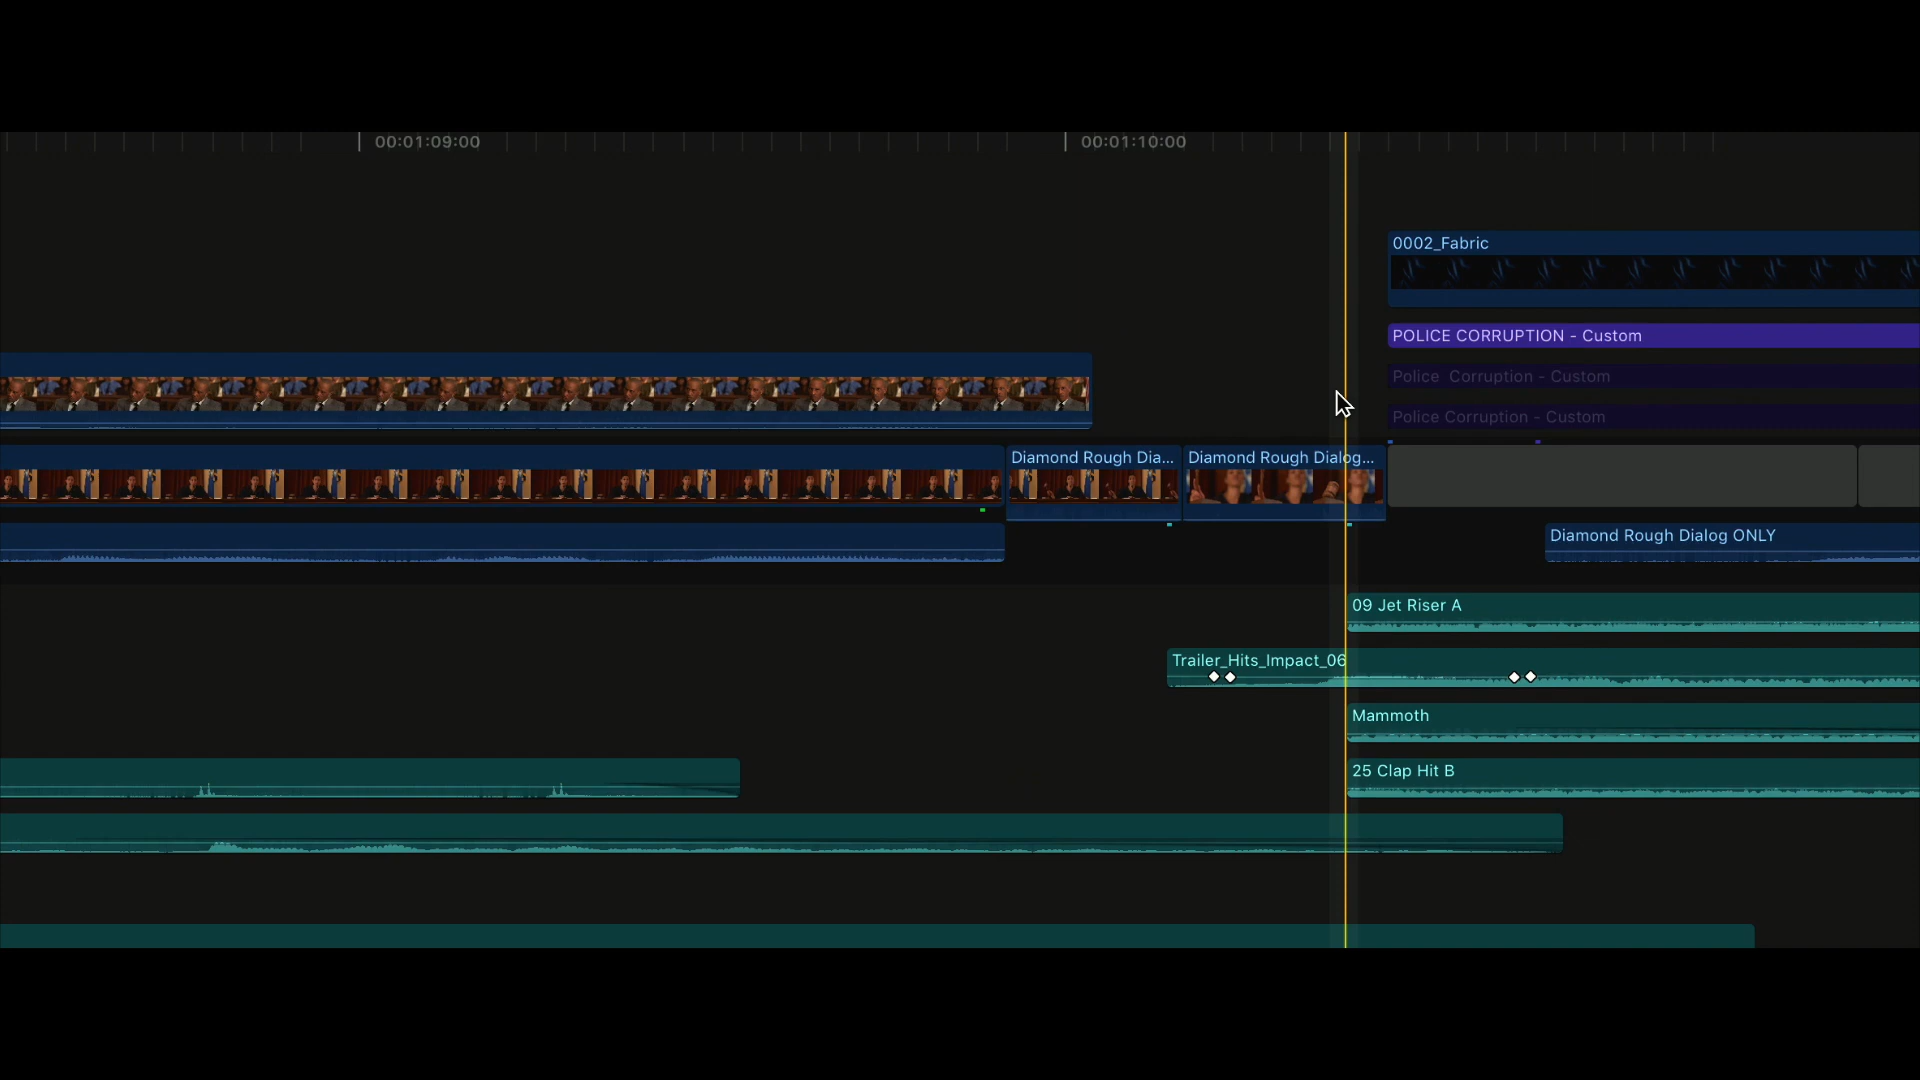 00:01:09:00
00:01:10:00
0002_Fabric
POLICE CORRUPTION - Custom
Police  Corruption - Custom
Police Corruption - Custom
Diamond Rough Dia...
Diamond Rough Dialog...
Diamond Rough Dialog ONLY
09 Jet Riser A
Trailer_Hits_Impact_06
Mammoth
25 Clap Hit B